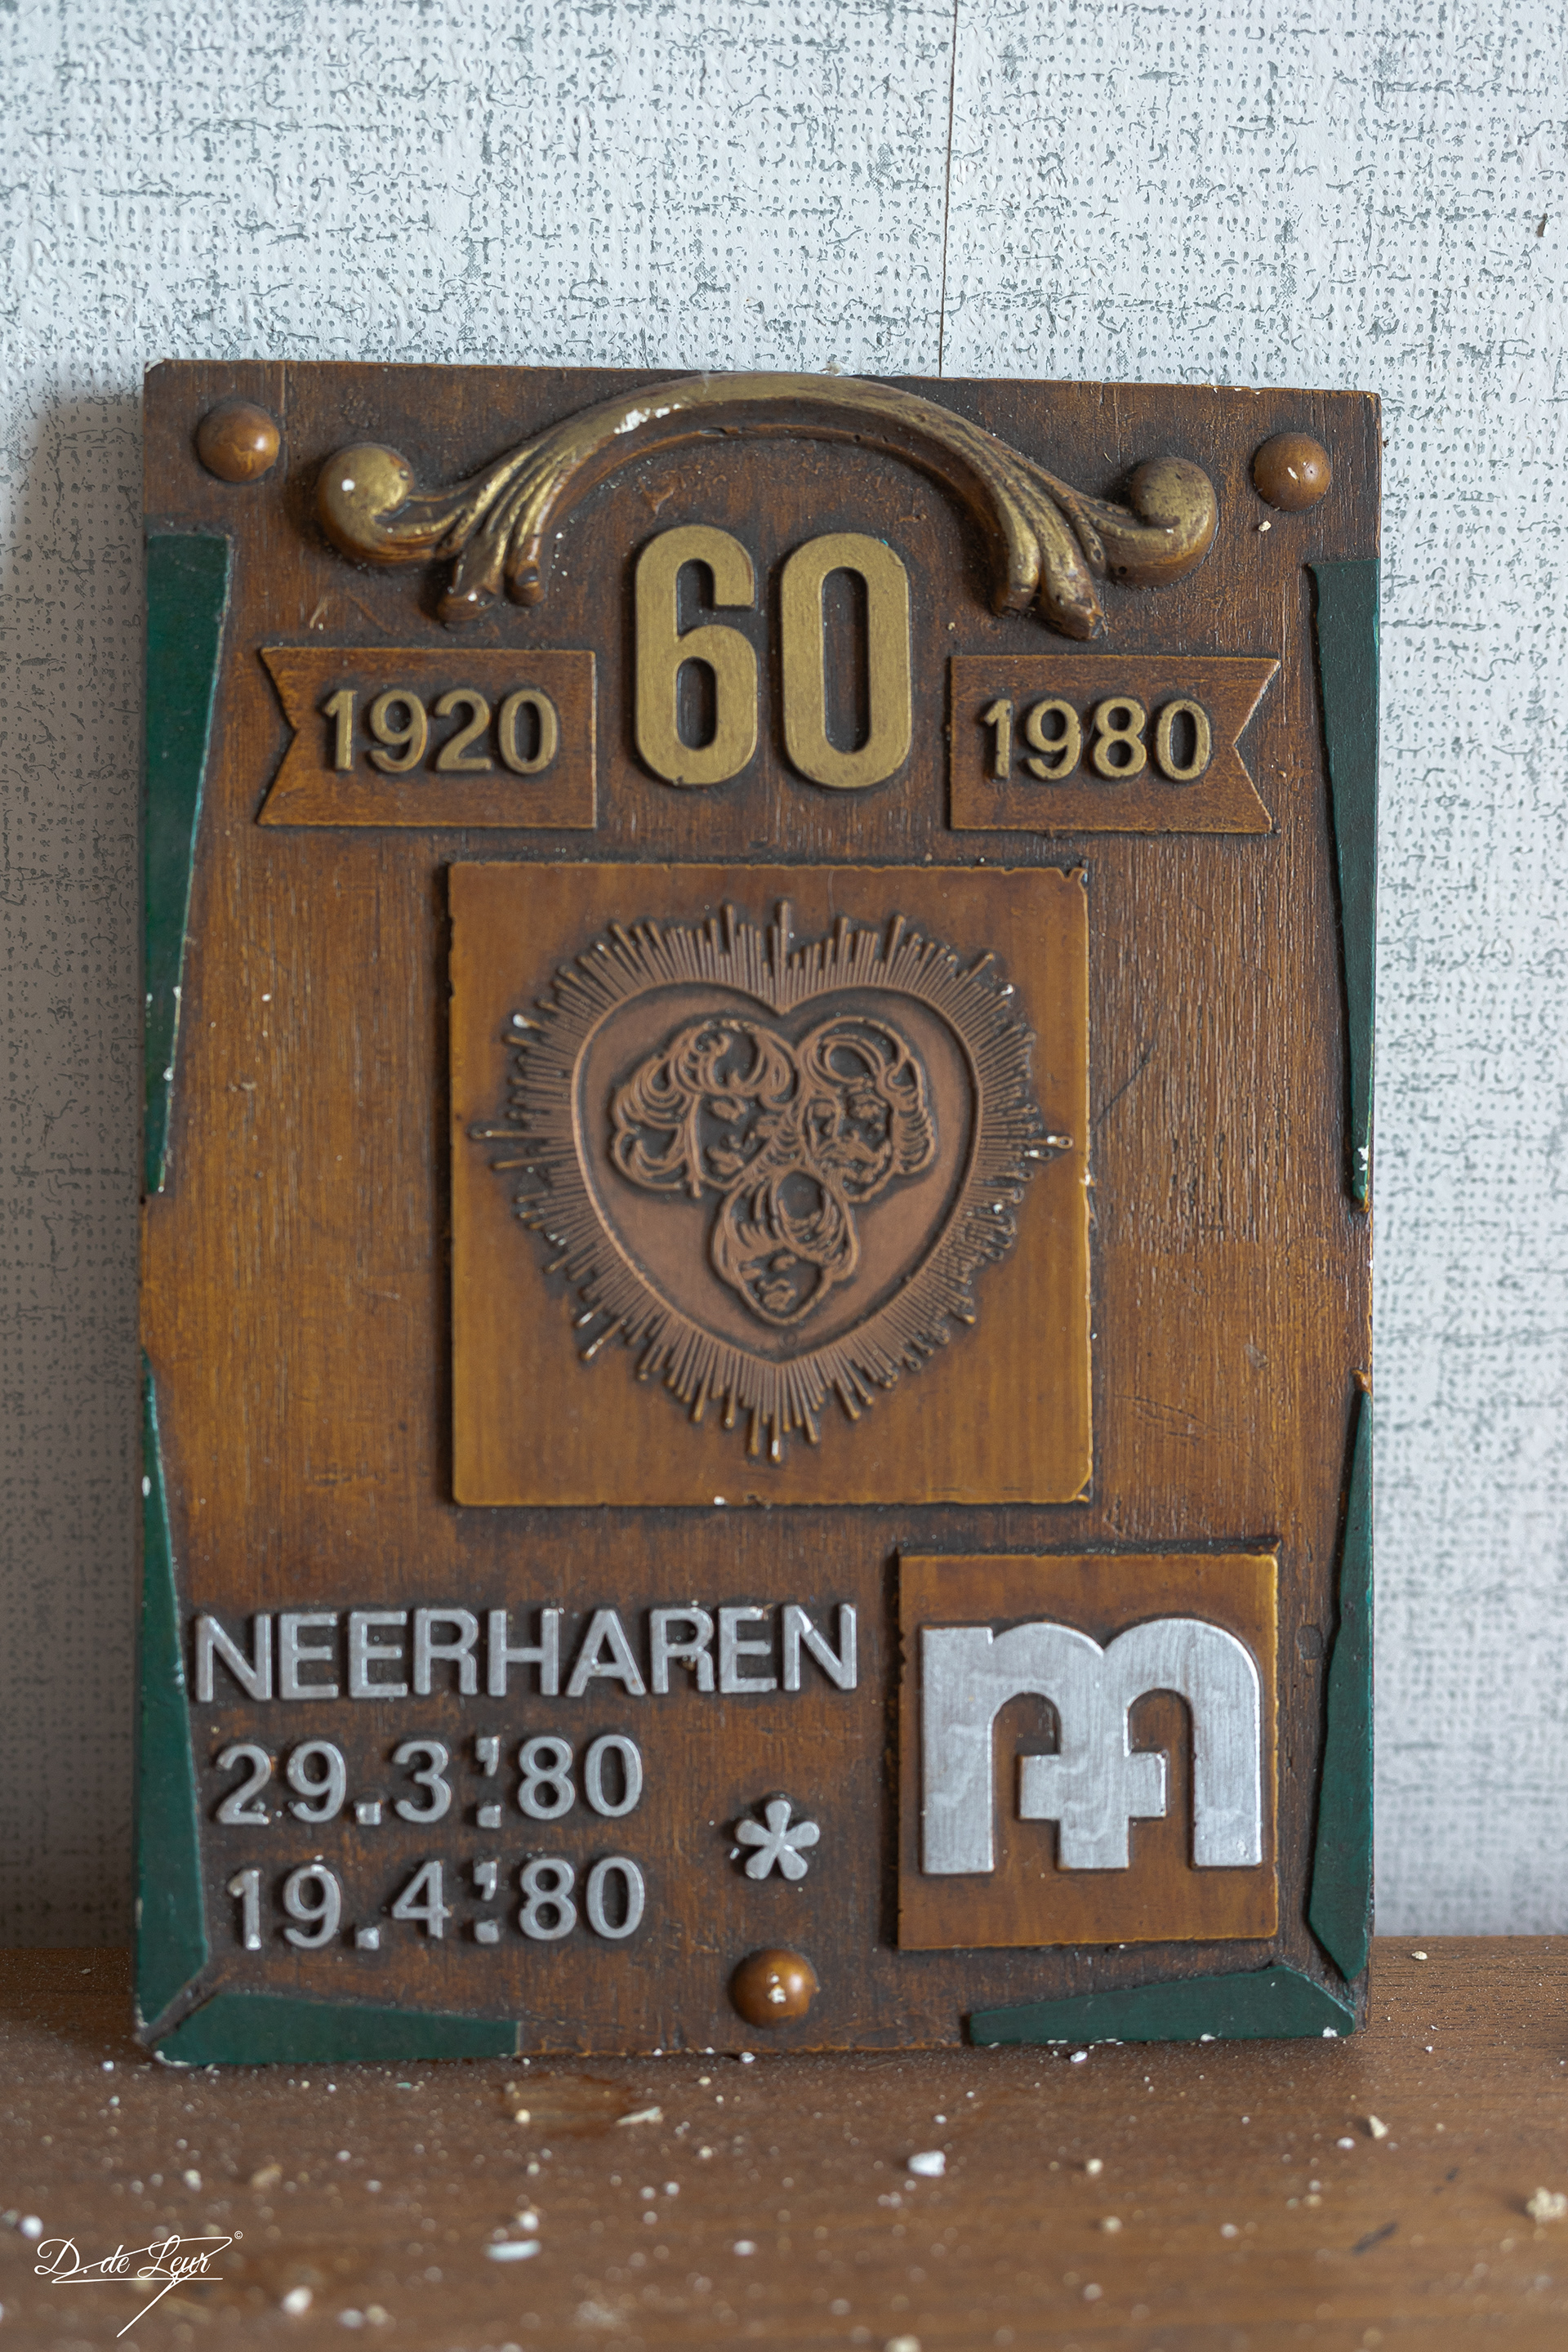 60
1920 1980
NEERHAREN
29.3.'80
19.4.'80 *
m
D. de Leur ©